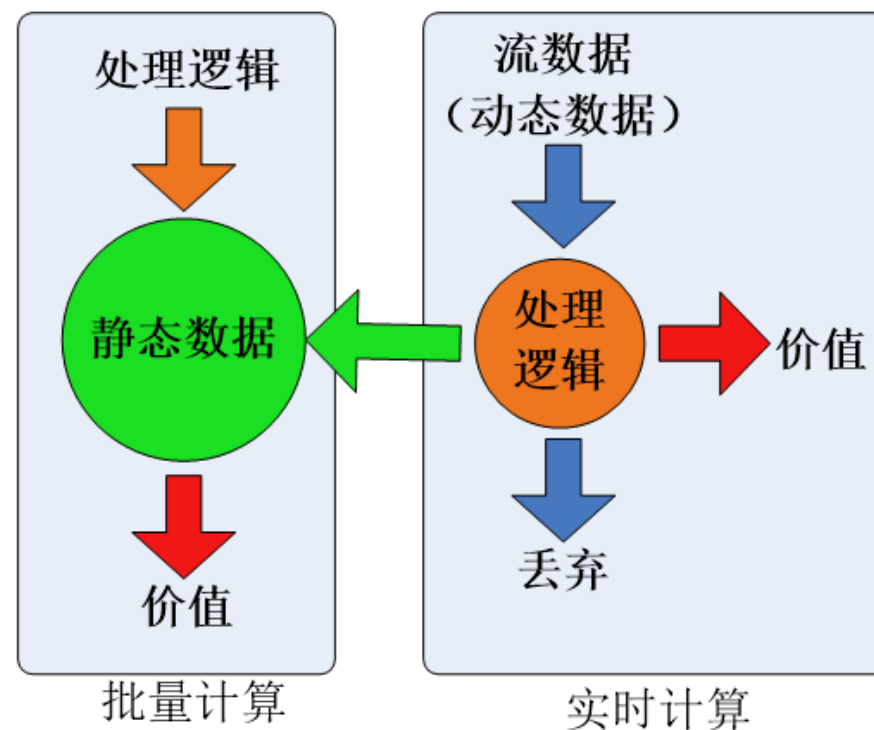 处理逻辑
静态数据
价值
批量计算
流数据
（动态数据）
处理
逻辑
价值
丢弃
实时计算